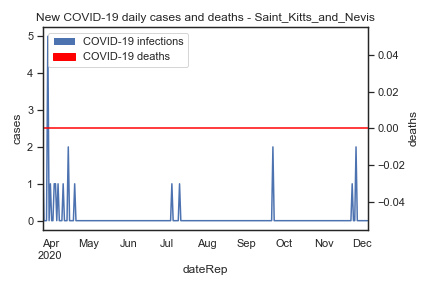 New COVID-19 daily cases and deaths - Saint_Kitts_and_Nevis
COVID-19 infections
COVID-19 deaths
5
4
3
2
1
0
cases
0.04
0.02
0.00
−0.02
−0.04
deaths
Apr May Jun Jul Aug Sep Oct Nov Dec
2020
dateRep